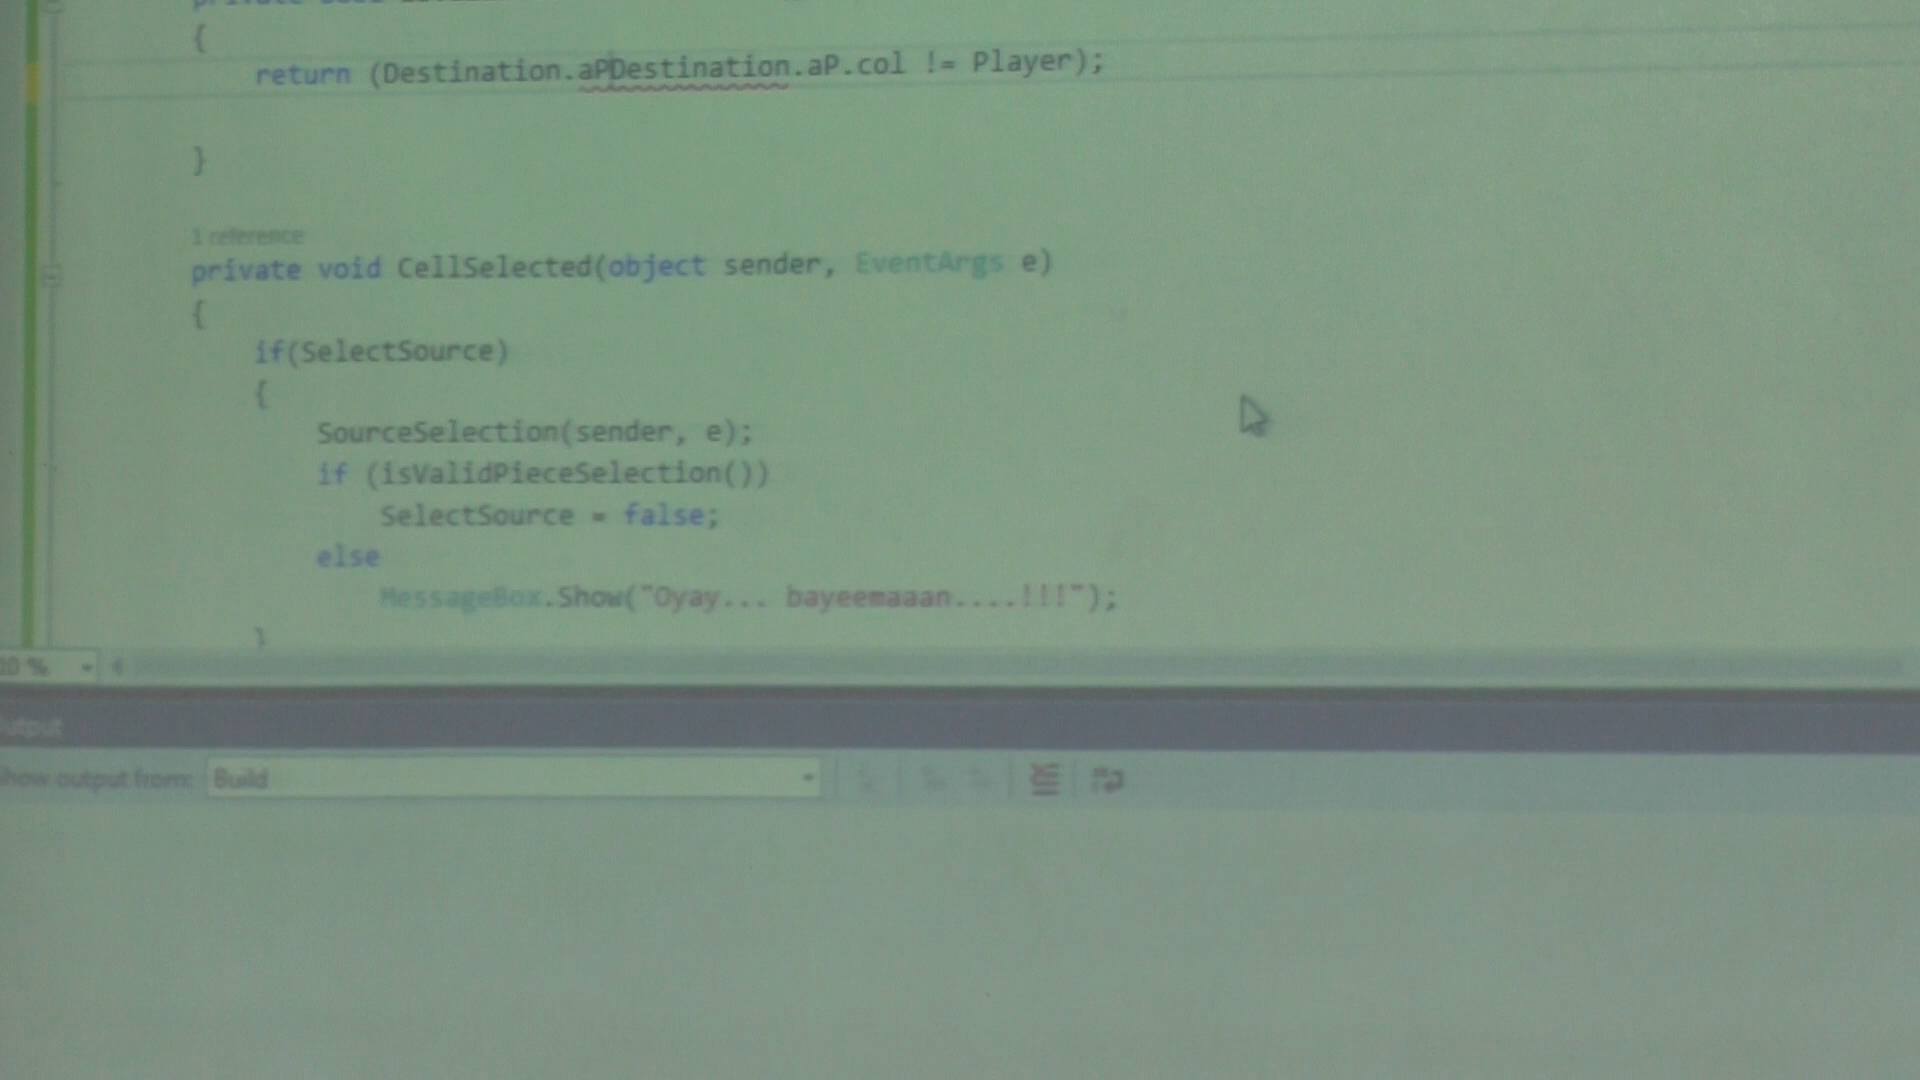 {
return (Destination.aPDestination.aP.col != Player);
}
1 reference
private void CellSelected(object sender, EventArgs e)
{
if(SelectSource)
{
SourceSelection(sender, e);
if (isValidPieceSelection())
SelectSource = false;
else
MessageBox.Show("Oyay... bayeemaaan....!!!");
}
%
Show output from: Build